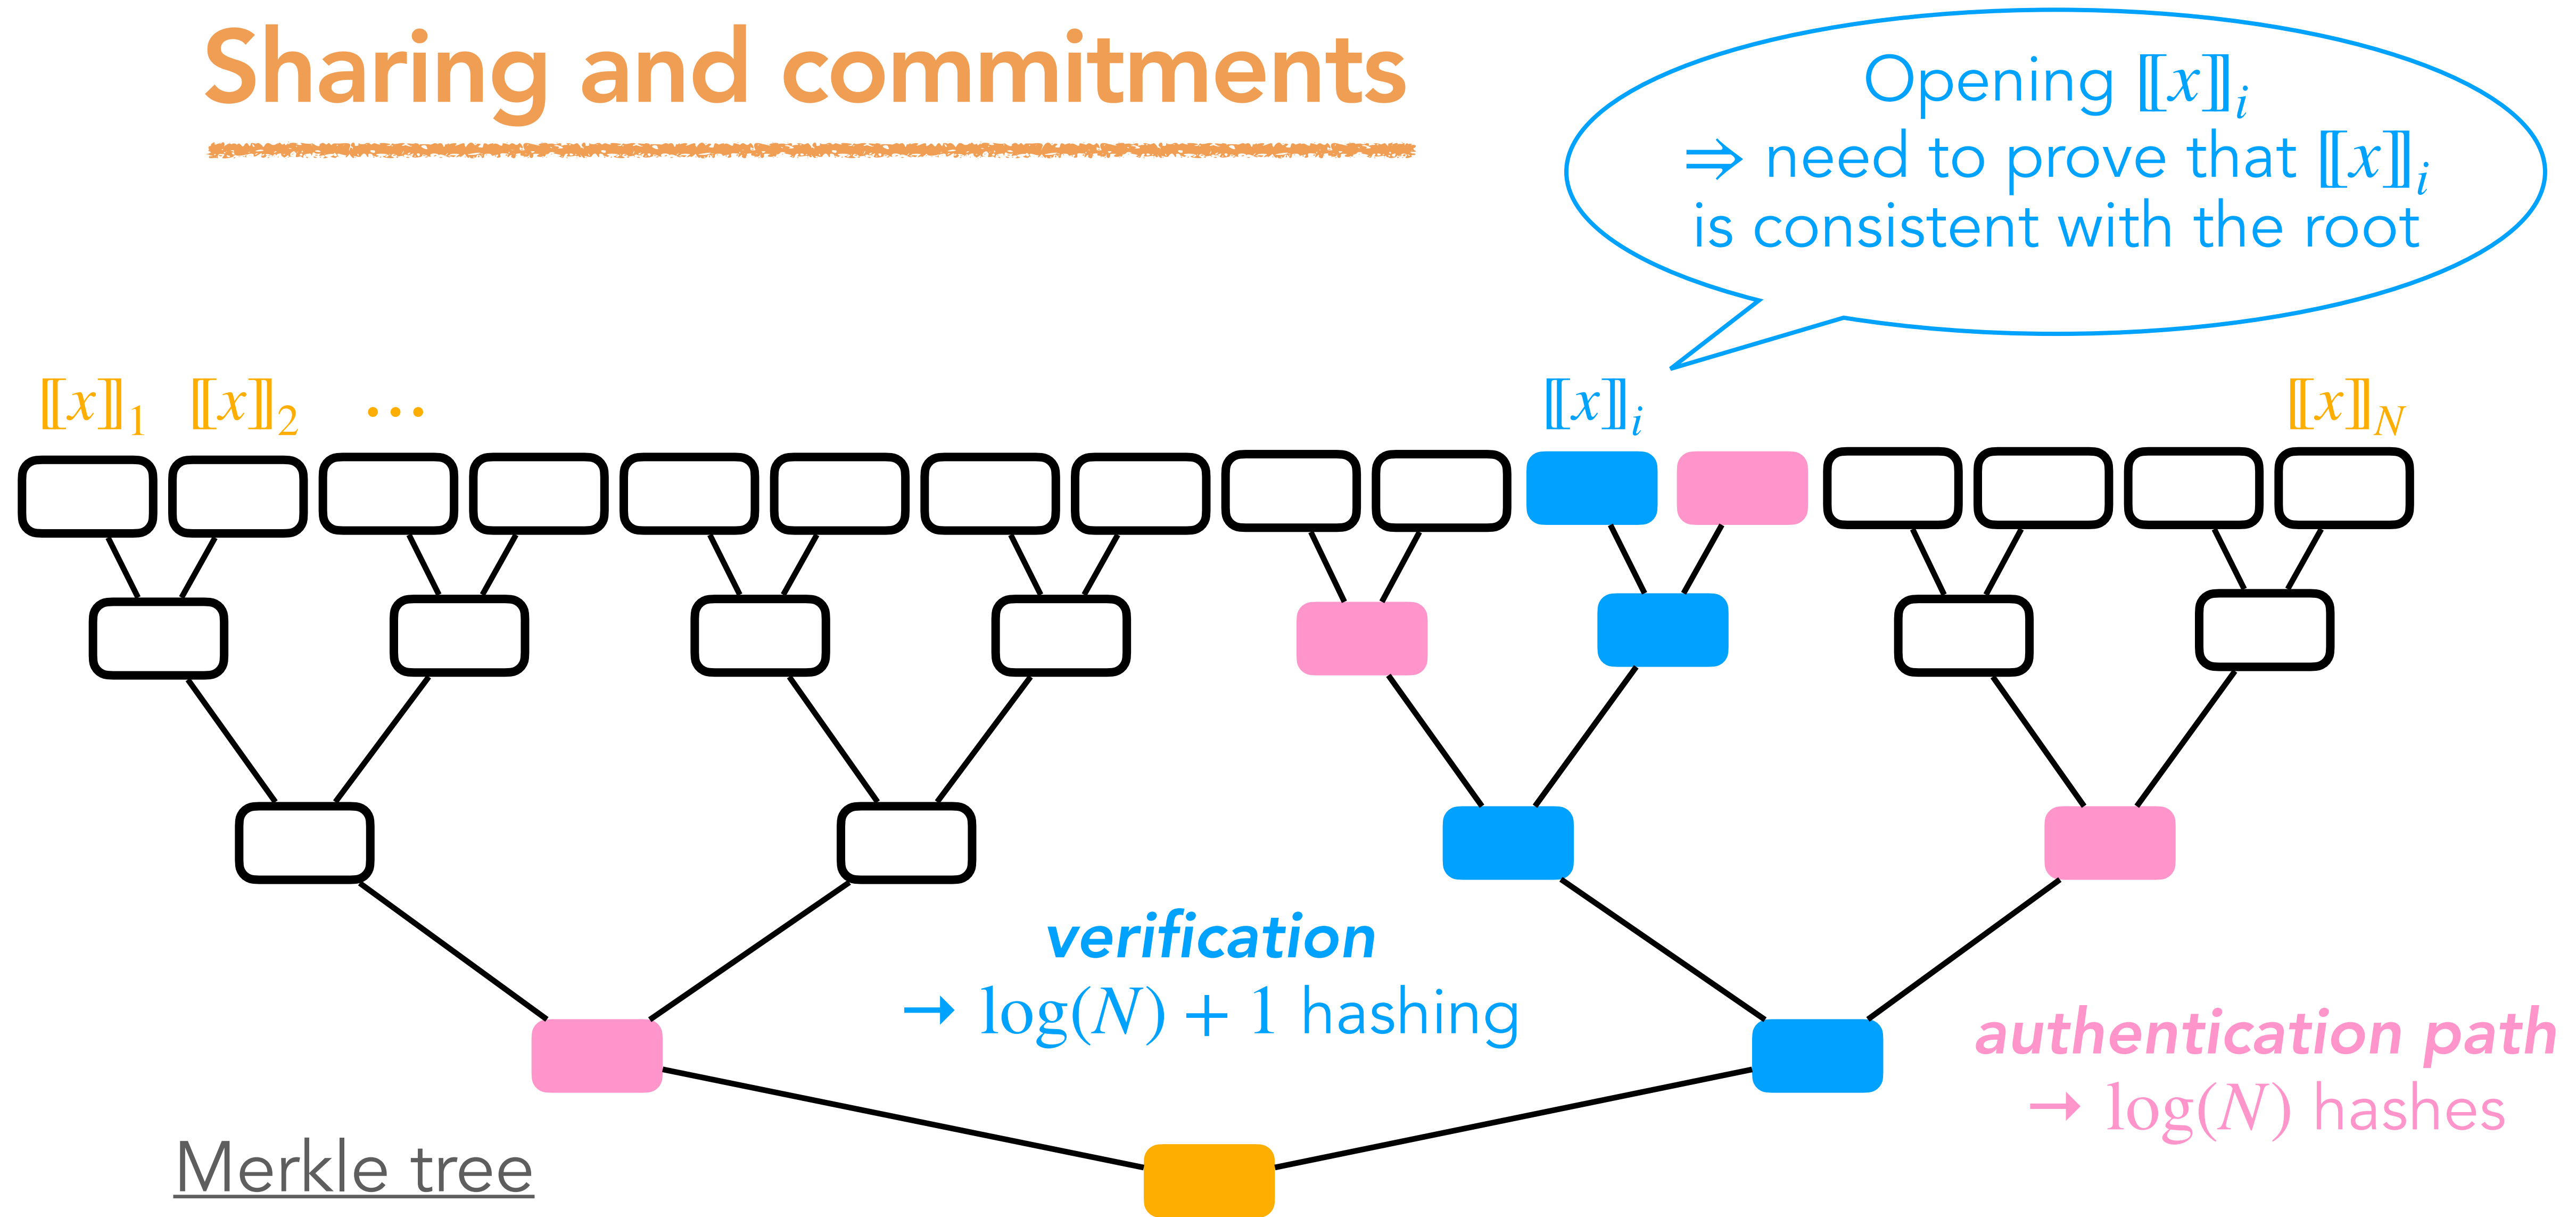 Sharing and commitments
Opening ⟦x⟧ᵢ
⇒ need to prove that ⟦x⟧ᵢ
is consistent with the root
⟦x⟧₁ ⟦x⟧₂ … ⟦x⟧ᵢ ⟦x⟧_N
verification
→ log(N) + 1 hashing
authentication path
→ log(N) hashes
Merkle tree